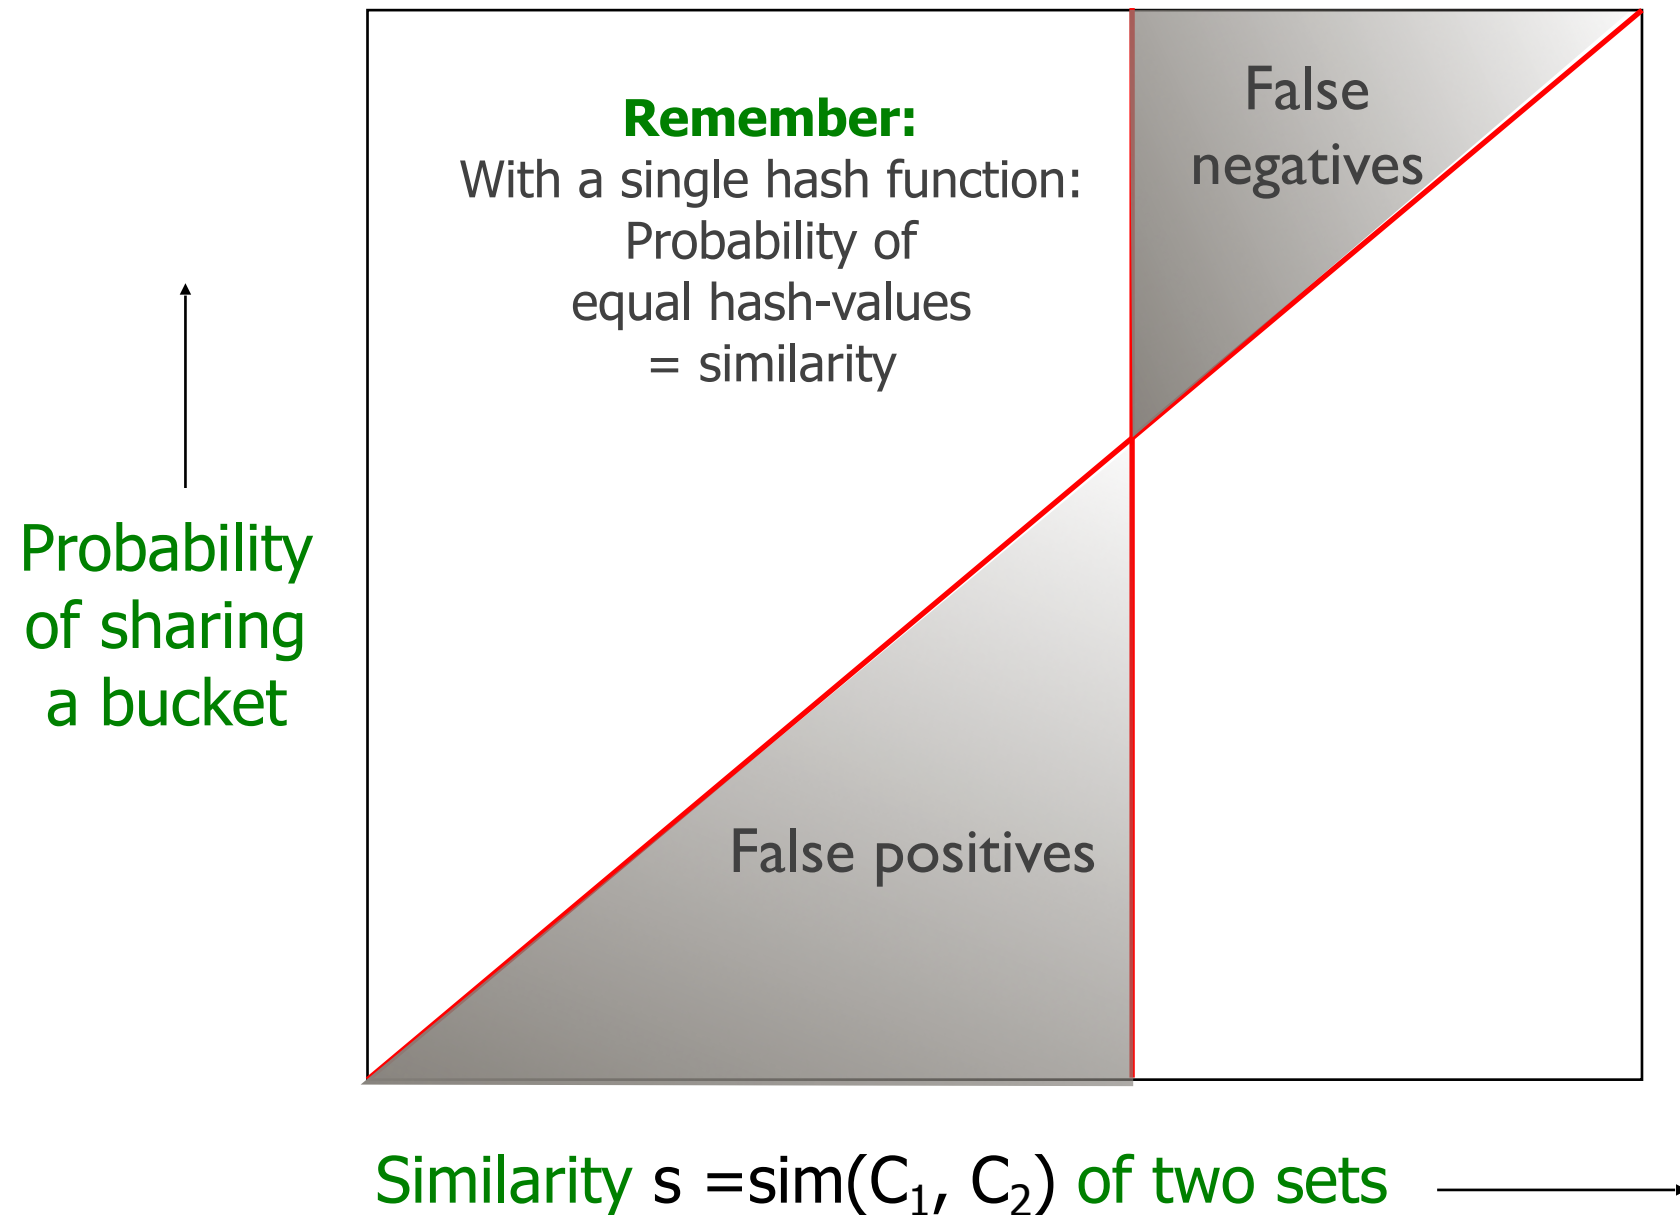 Remember:
With a single hash function:
Probability of
equal hash-values
= similarity
False
negatives
Probability
of sharing
a bucket
False positives
Similarity s =sim(C₁, C₂) of two sets